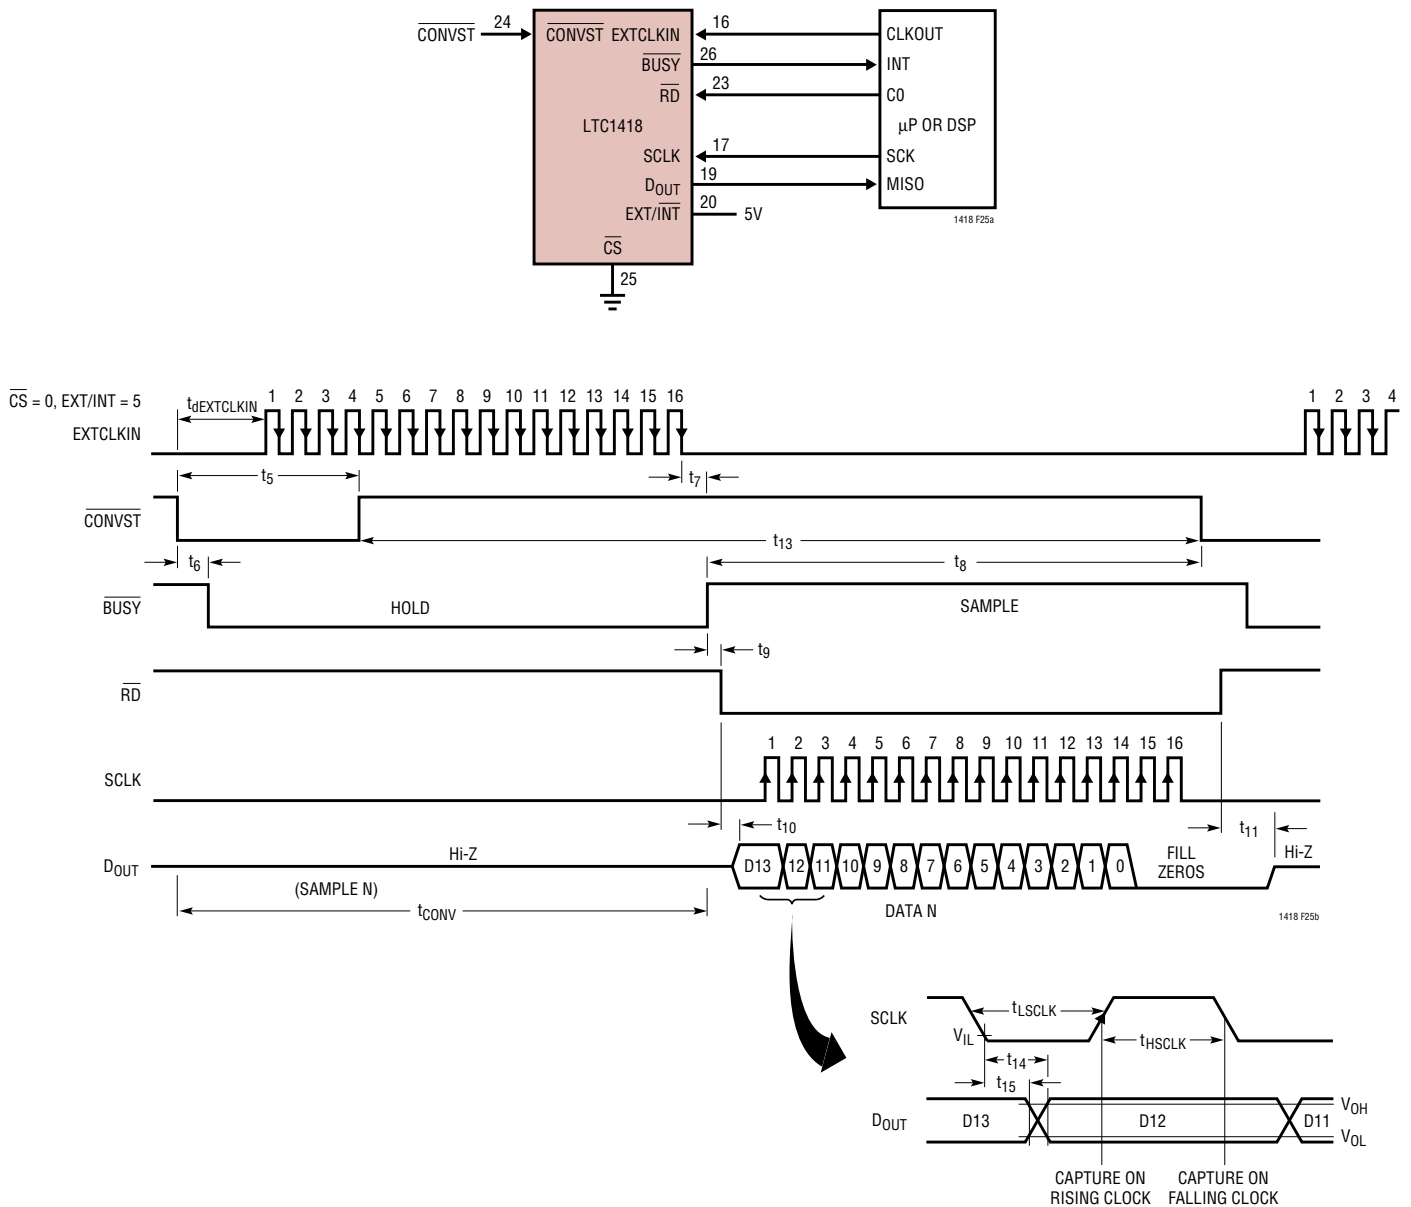 CONVST 24 CONVST EXTCLKIN 16 CLKOUT
BUSY 26 INT
RD 23 C0
LTC1418 µP OR DSP
SCLK 17 SCK
DOUT 19 MISO
EXT/INT 20 5V
1418 F25a
CS
25
CS = 0, EXT/INT = 5
tdEXTCLKIN 1 2 3 4 5 6 7 8 9 10 11 12 13 14 15 16 1 2 3 4
EXTCLKIN
t5
t7
CONVST
t13
t6 t8
BUSY HOLD SAMPLE
t9
RD
1 2 3 4 5 6 7 8 9 10 11 12 13 14 15 16
SCLK
t10 t11
DOUT Hi-Z D13 12 11 10 9 8 7 6 5 4 3 2 1 0 FILL ZEROS Hi-Z
(SAMPLE N)
tCONV DATA N
1418 F25b
SCLK tLSCLK
VIL tHSCLK
t14
t15
DOUT D13 D12 D11 VOH
VOL
CAPTURE ON RISING CLOCK
CAPTURE ON FALLING CLOCK